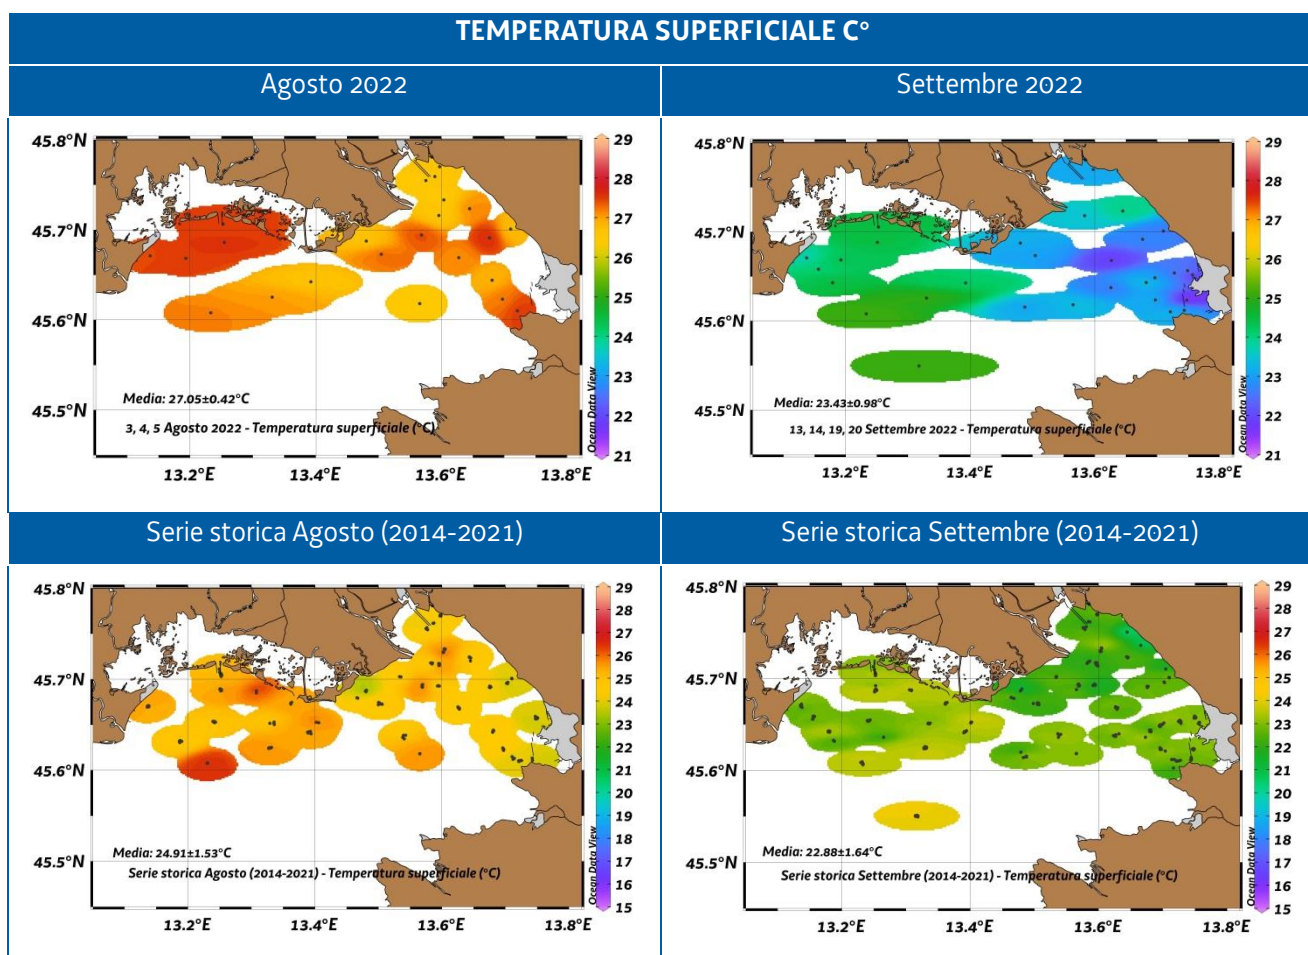 TEMPERATURA SUPERFICIALE C°
Agosto 2022
Settembre 2022
45.8°N
45.7°N
45.6°N
45.5°N
13.2°E
13.4°E
13.6°E
13.8°E
29
28
27
26
25
24
23
22
21
Ocean Data View
Media: 27.05±0.42°C
3, 4, 5 Agosto 2022 - Temperatura superficiale (°C)
45.8°N
45.7°N
45.6°N
45.5°N
13.2°E
13.4°E
13.6°E
13.8°E
29
28
27
26
25
24
23
22
21
Ocean Data View
Media: 23.43±0.98°C
13, 14, 19, 20 Settembre 2022 - Temperatura superficiale (°C)
Serie storica Agosto (2014-2021)
Serie storica Settembre (2014-2021)
45.8°N
45.7°N
45.6°N
45.5°N
13.2°E
13.4°E
13.6°E
13.8°E
29
28
27
26
25
24
23
22
21
20
19
18
17
16
15
Ocean Data View
Media: 24.91±1.53°C
Serie storica Agosto (2014-2021) - Temperatura superficiale (°C)
45.8°N
45.7°N
45.6°N
45.5°N
13.2°E
13.4°E
13.6°E
13.8°E
29
28
27
26
25
24
23
22
21
20
19
18
17
16
15
Ocean Data View
Media: 22.88±1.64°C
Serie storica Settembre (2014-2021) - Temperatura superficiale (°C)